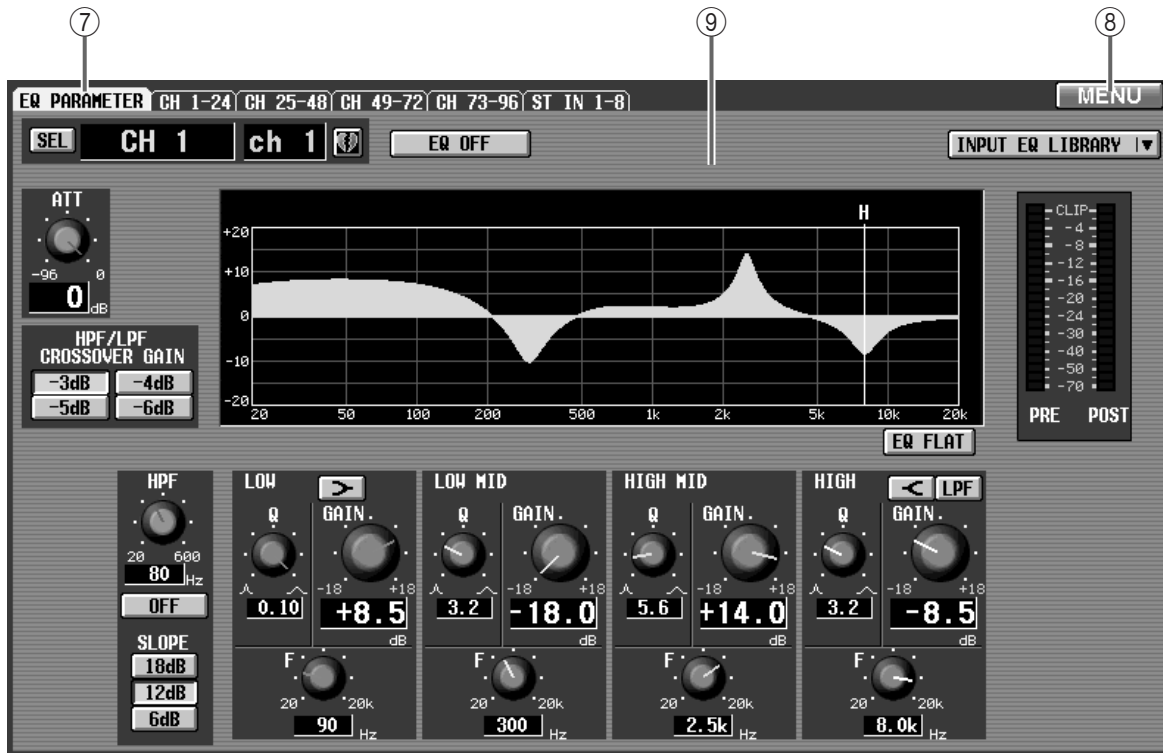 ⑦ ⑨ ⑧
EQ PARAMETER CH 1-24 CH 25-48 CH 49-72 CH 73-96 ST IN 1-8 MENU
SEL CH 1 ch 1 EQ OFF INPUT EQ LIBRARY
ATT
-96 0
0 dB
HPF/LPF
CROSSOVER GAIN
-3dB -4dB
-5dB -6dB
H
+20
+10
0
-10
-20
20 50 100 200 500 1k 2k 5k 10k 20k
EQ FLAT
CLIP
-4
-8
-12
-16
-20
-24
-30
-40
-50
-70
PRE POST
HPF
20 600
80 Hz
OFF
SLOPE
18dB
12dB
6dB
LOW
Q GAIN
-18 +18
0.10 +8.5
dB
F
20 20k
90 Hz
LOW MID
Q GAIN
-18 +18
3.2 -18.0
dB
F
20 20k
300 Hz
HIGH MID
Q GAIN
-18 +18
5.6 +14.0
dB
F
20 20k
2.5k Hz
HIGH LPF
Q GAIN
-18 +18
3.2 -8.5
dB
F
20 20k
8.0k Hz